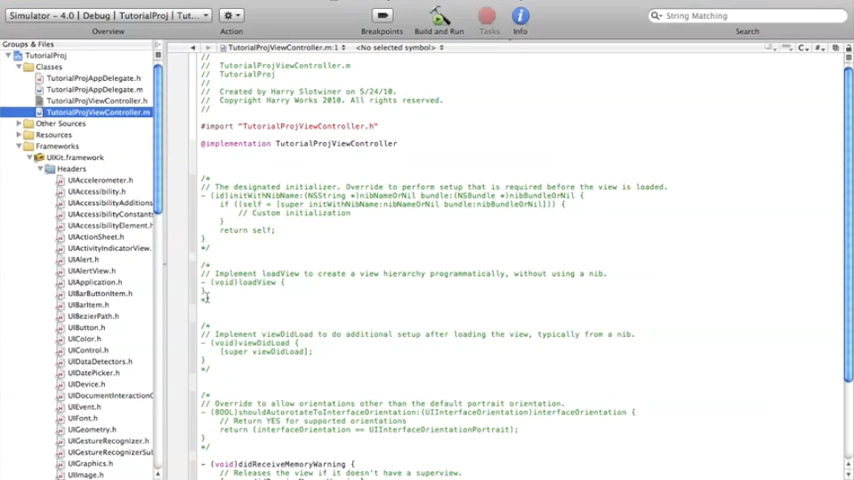 Simulator - 4.0 | Debug | TutorialProj | Tut...
String Matching
Overview
Action
Breakpoints
Build and Run
Tasks
Info
Search
Groups & Files
TutorialProjViewController.m:1
<No selected symbol>
TutorialProj
Classes
TutorialProjAppDelegate.h
TutorialProjAppDelegate.m
TutorialProjViewController.h
TutorialProjViewController.m
Other Sources
Resources
Frameworks
UIKit.framework
Headers
UIAccelerometer.h
UIAccessibility.h
UIAccessibilityAdditions
UIAccessibilityConstants
UIAccessibilityElement.h
UIActionSheet.h
UIActivityIndicatorView.
UIAlert.h
UIAlertView.h
UIApplication.h
UIBarButtonItem.h
UIBarItem.h
UIBezierPath.h
UIButton.h
UIColor.h
UIControl.h
UIDataDetectors.h
UIDatePicker.h
UIDevice.h
UIDocumentInteractionC
UIEvent.h
UIFont.h
UIGeometry.h
UIGestureRecognizer.h
UIGestureRecognizerSub
UIGraphics.h
UIImage.h
//
// TutorialProjViewController.m
// TutorialProj
//
// Created by Harry Slotwiner on 5/24/10.
// Copyright Harry Works 2010. All rights reserved.
//
#import "TutorialProjViewController.h"
@implementation TutorialProjViewController
/*
// The designated initializer. Override to perform setup that is required before the view is loaded.
- (id)initWithNibName:(NSString *)nibNameOrNil bundle:(NSBundle *)nibBundleOrNil {
if ((self = [super initWithNibName:nibNameOrNil bundle:nibBundleOrNil])) {
// Custom initialization
}
return self;
}
*/
/*
// Implement loadView to create a view hierarchy programmatically, without using a nib.
- (void)loadView {
}
*/
/*
// Implement viewDidLoad to do additional setup after loading the view, typically from a nib.
- (void)viewDidLoad {
[super viewDidLoad];
}
*/
/*
// Override to allow orientations other than the default portrait orientation.
- (BOOL)shouldAutorotateToInterfaceOrientation:(UIInterfaceOrientation)interfaceOrientation {
// Return YES for supported orientations
return (interfaceOrientation == UIInterfaceOrientationPortrait);
}
*/
- (void)didReceiveMemoryWarning {
// Releases the view if it doesn't have a superview.